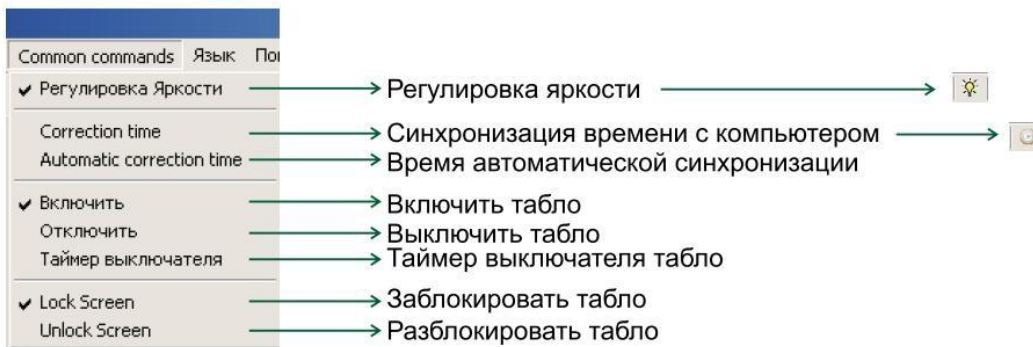 Common commands Язык
Регулировка Яркости Регулировка яркости
Correction time Синхронизация времени с компьютером
Automatic correction time Время автоматической синхронизации
Включить Включить табло
Отключить Выключить табло
Таймер выключателя Таймер выключателя табло
Lock Screen Заблокировать табло
Unlock Screen Разблокировать табло